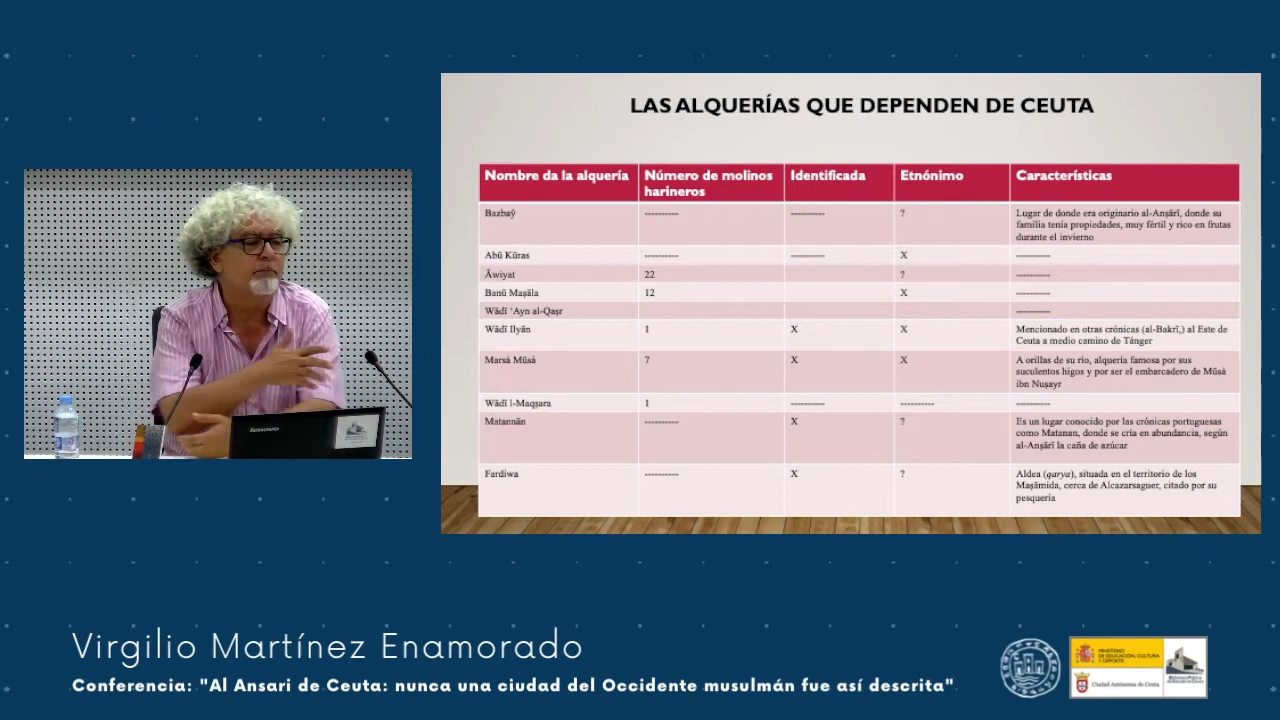 LAS ALQUERÍAS QUE DEPENDEN DE CEUTA
Nombre da la alquería Número de molinos harineros Identificada Etnónimo Características
Bazbaŷ ---------- ---------- ? Lugar de donde era originario al-Anṣārī, donde su
familia tenía propiedades, muy fértil y rico en frutas
durante el invierno
Abū Kūras ---------- ---------- X ----------
Āwiyat 22 ? ----------
Banū Maṣāla 12 X ----------
Wādī ‘Ayn al-Qaṣr ----------
Wādī Ilyān 1 X X Mencionado en otras crónicas (al-Bakrī,) al Este de
Ceuta a medio camino de Tánger
Marsà Mūsà 7 X X A orillas de su río, alquería famosa por sus
suculentos higos y por ser el embarcadero de Mūsà
ibn Nuṣayr
Wādī l-Maqṣara 1 ---------- ---------- ----------
Matannān ---------- X ? Es un lugar conocido por las crónicas portuguesas
como Matanan, donde se cría en abundancia, según
al-Anṣārī la caña de azúcar
Fardiwa ---------- X ? Aldea (qarya), situada en el territorio de los
Maṣāmida, cerca de Alcazarsaguer, citado por su
pesquería
lenovo
Virgilio Martínez Enamorado
Conferencia: "Al Ansari de Ceuta: nunca una ciudad del Occidente musulmán fue así descrita"
MINISTERIO
DE EDUCACIÓN, CULTURA
Y DEPORTE
Ciudad Autónoma de Ceuta